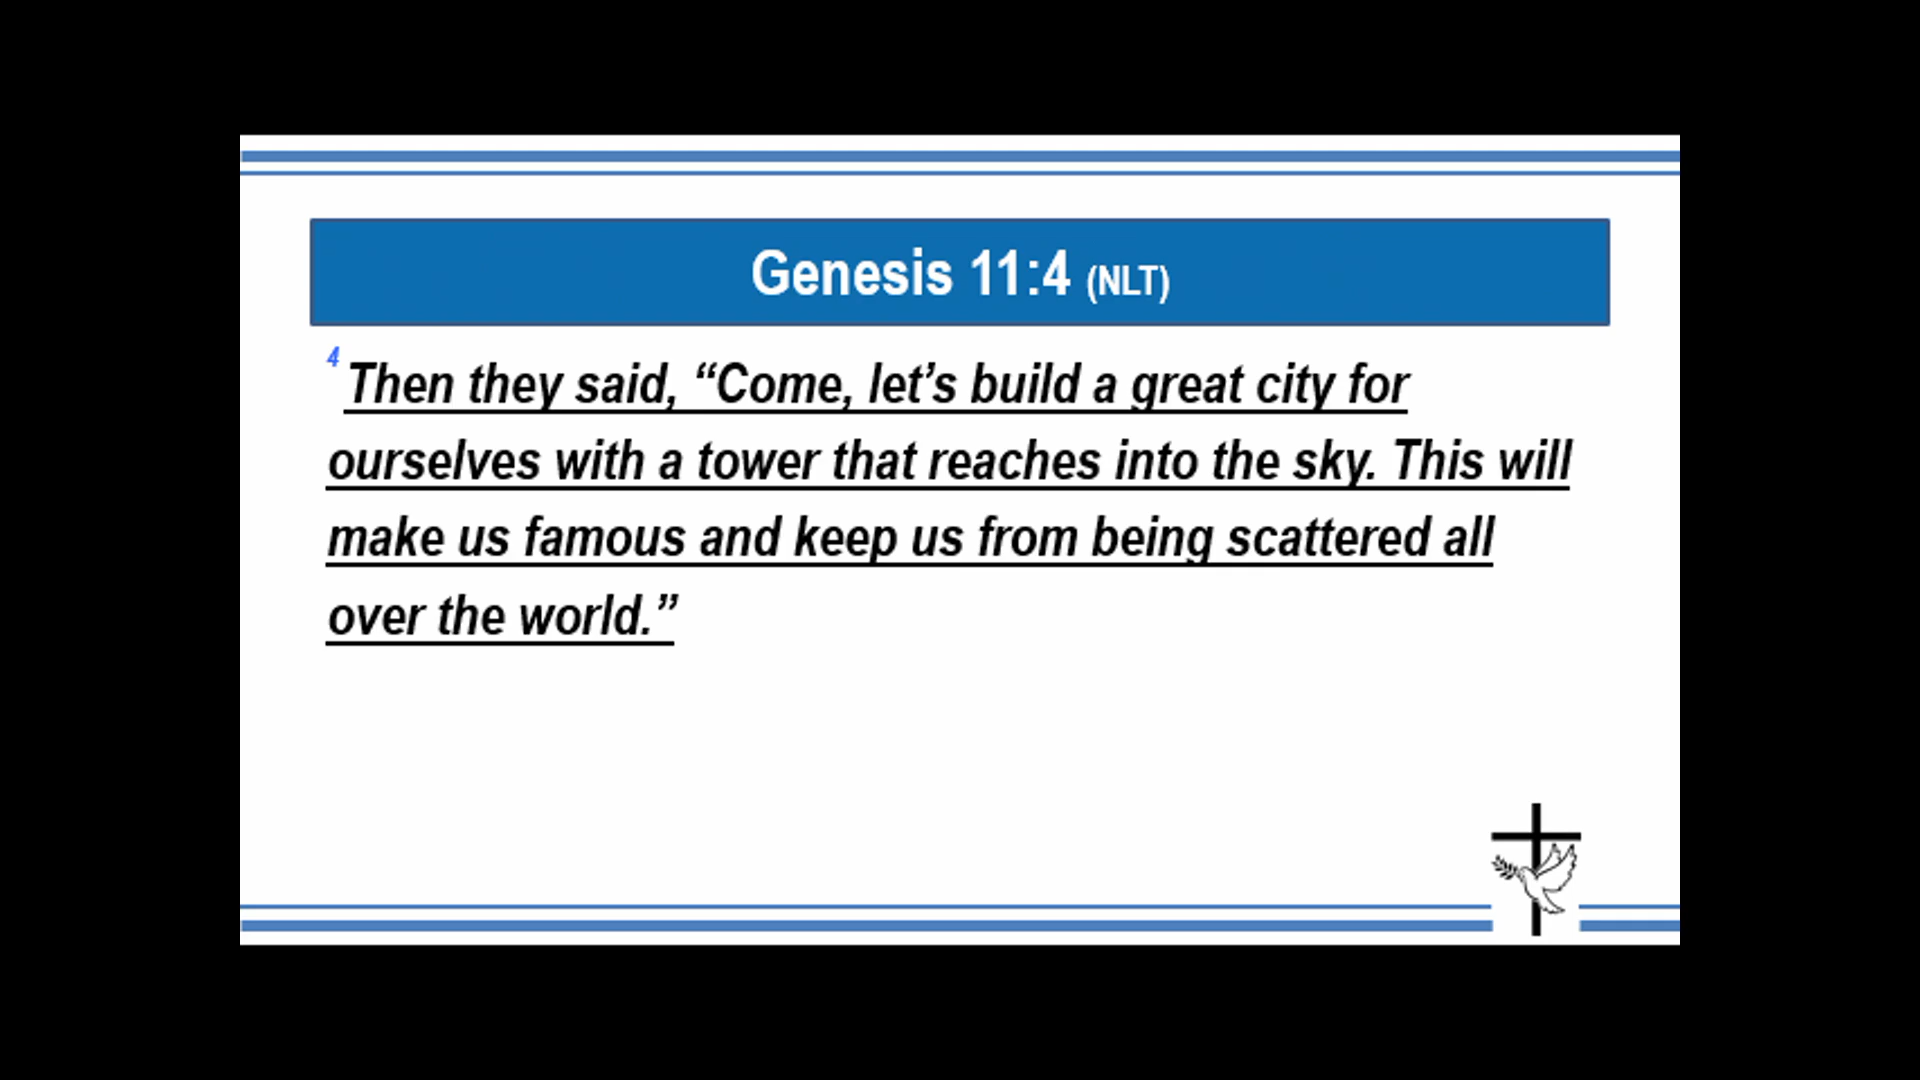 Genesis 11:4 (NLT)
4 Then they said, “Come, let’s build a great city for
ourselves with a tower that reaches into the sky. This will
make us famous and keep us from being scattered all
over the world.”